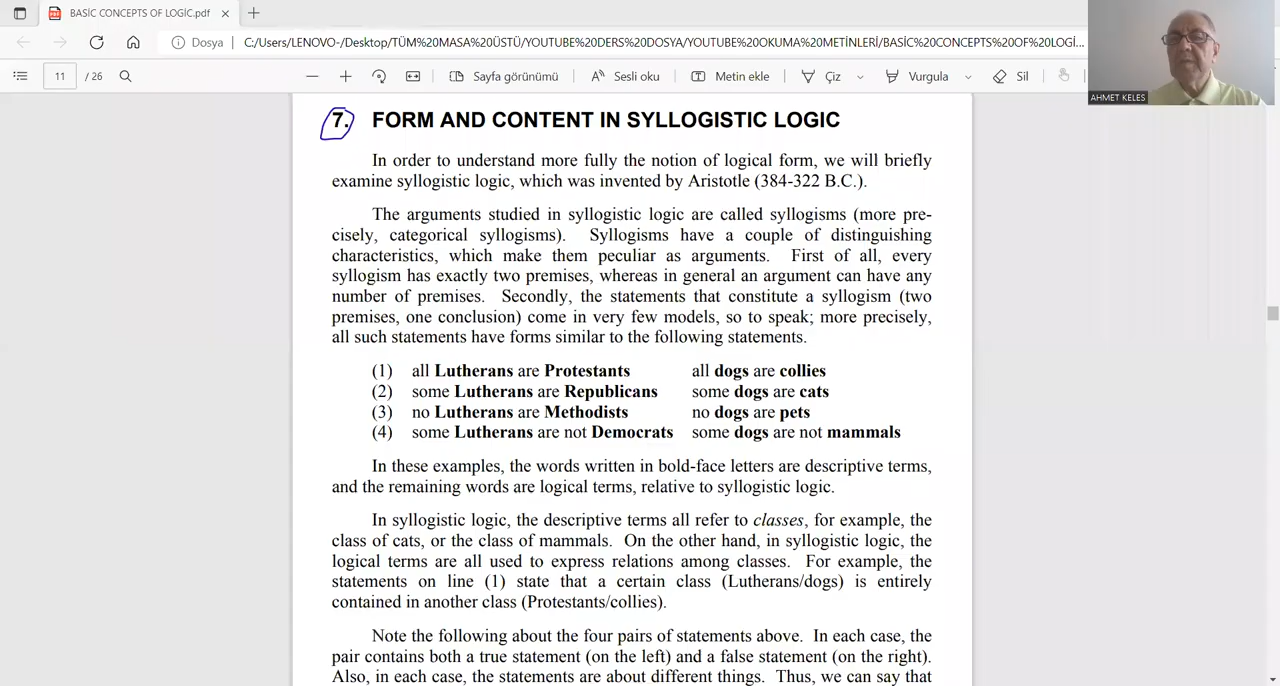 BASİC CONCEPTS OF LOGİC.pdf
Dosya
C:/Users/LENOVO-/Desktop/TÜM%20MASA%20ÜSTÜ/YOUTUBE%20DERS%20DOSYA/YOUTUBE%20OKUMA%20METİNLERİ/BASİC%20CONCEPTS%20OF%20LOGİ...
11 / 26
Sayfa görünümü
Sesli oku
Metin ekle
Çiz
Vurgula
Sil
AHMET KELES
7. FORM AND CONTENT IN SYLLOGISTIC LOGIC
In order to understand more fully the notion of logical form, we will briefly
examine syllogistic logic, which was invented by Aristotle (384-322 B.C.).
The arguments studied in syllogistic logic are called syllogisms (more pre-
cisely, categorical syllogisms). Syllogisms have a couple of distinguishing
characteristics, which make them peculiar as arguments. First of all, every
syllogism has exactly two premises, whereas in general an argument can have any
number of premises. Secondly, the statements that constitute a syllogism (two
premises, one conclusion) come in very few models, so to speak; more precisely,
all such statements have forms similar to the following statements.
(1) all Lutherans are Protestants all dogs are collies
(2) some Lutherans are Republicans some dogs are cats
(3) no Lutherans are Methodists no dogs are pets
(4) some Lutherans are not Democrats some dogs are not mammals
In these examples, the words written in bold-face letters are descriptive terms,
and the remaining words are logical terms, relative to syllogistic logic.
In syllogistic logic, the descriptive terms all refer to classes, for example, the
class of cats, or the class of mammals. On the other hand, in syllogistic logic, the
logical terms are all used to express relations among classes. For example, the
statements on line (1) state that a certain class (Lutherans/dogs) is entirely
contained in another class (Protestants/collies).
Note the following about the four pairs of statements above. In each case, the
pair contains both a true statement (on the left) and a false statement (on the right).
Also, in each case, the statements are about different things. Thus, we can say that